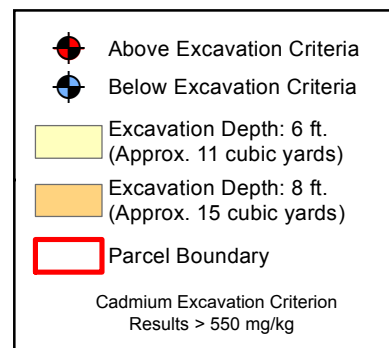 Above Excavation Criteria
Below Excavation Criteria
Excavation Depth: 6 ft.
(Approx. 11 cubic yards)
Excavation Depth: 8 ft.
(Approx. 15 cubic yards)
Parcel Boundary
Cadmium Excavation Criterion
Results > 550 mg/kg